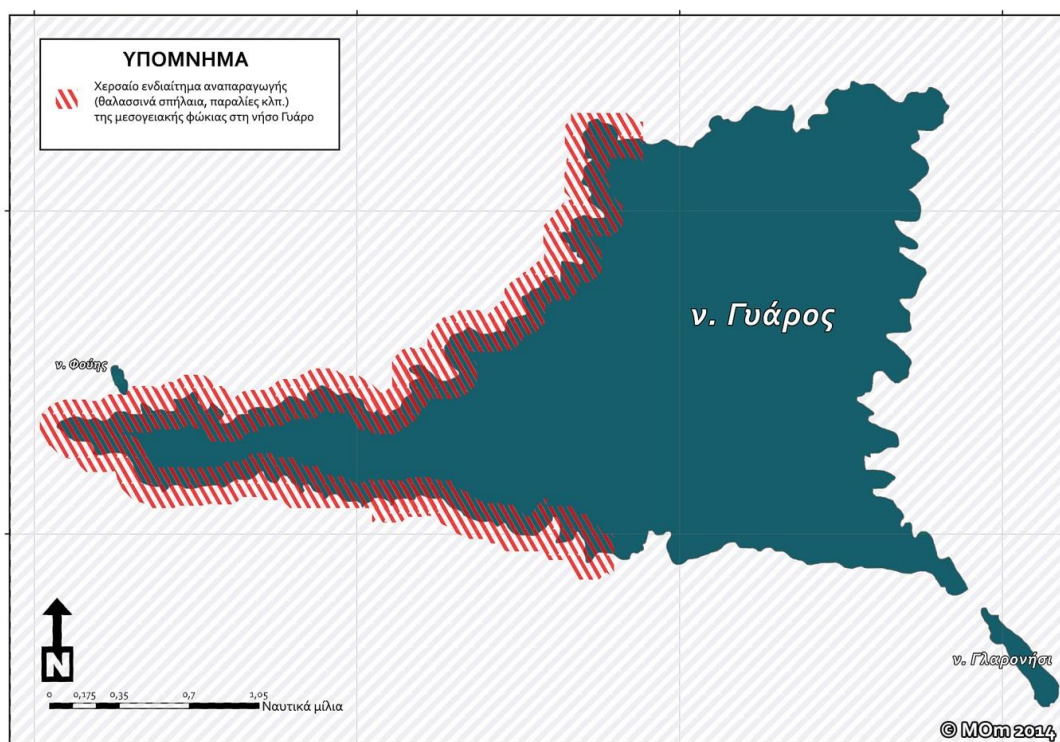 ΥΠΟΜΝΗΜΑ
Χερσαίο ενδιαίτημα αναπαραγωγής
(θαλασσινά σπήλαια, παραλίες κλπ.)
της μεσογειακής φώκιας στη νήσο Γυάρο
ν. Γυάρος
ν. Φούης
ν. Γλαρονήσι
N
0 0,175 0,35 0,7 1,05
Ναυτικά μίλια
© MOm 2014